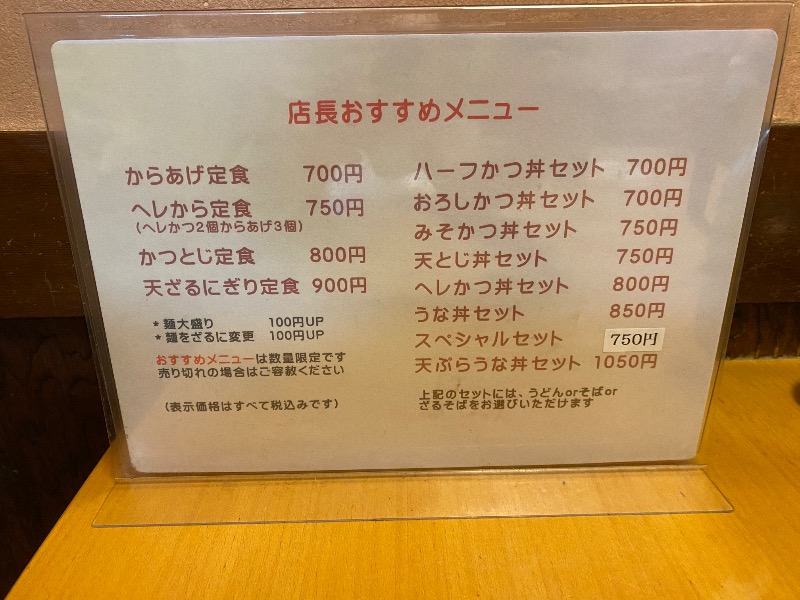 店長おすすめメニュー
からあげ定食 700円
ヘレから定食 750円
(ヘレかつ2個からあげ3個)
かつとじ定食 800円
天ざるにぎり定食 900円
*麺大盛り 100円UP
*麺をざるに変更 100円UP
おすすめメニューは数量限定です
売り切れの場合はご容赦ください
(表示価格はすべて税込みです)
ハーフかつ丼セット 700円
おろしかつ丼セット 700円
みそかつ丼セット 750円
天とじ丼セット 750円
ヘレかつ丼セット 800円
うな丼セット 850円
スペシャルセット 750円
天ぷらうな丼セット 1050円
上記のセットには、うどんorそばor
ざるそばをお選びいただけます